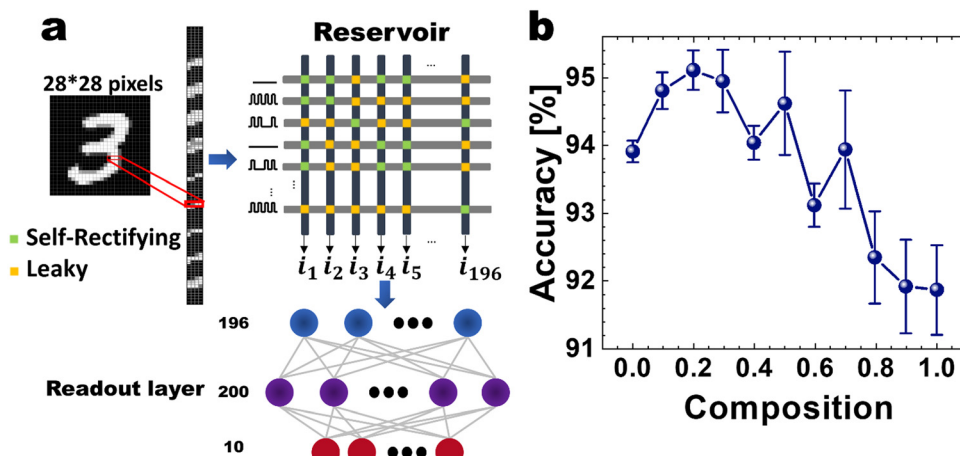 a
28*28 pixels
Self-Rectifying
Leaky
Reservoir
...
...
i1 i2 i3 i4 i5 i196
196
Readout layer 200
10
b
Accuracy [%]
95
94
93
92
91
0.0 0.2 0.4 0.6 0.8 1.0
Composition